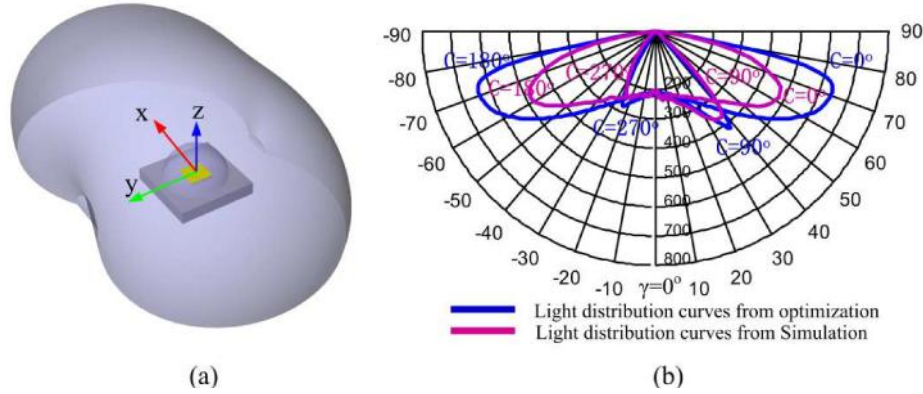 x
z
y
-90
90
-80
80
-70
70
-60
60
-50
50
-40
40
-30
30
-20
20
-10
γ=0°
10
C=180°
C=0°
C=180°
C=270°
C=90°
C=0°
C=270°
C=90°
200
300
400
500
600
700
800
Light distribution curves from optimization
Light distribution curves from Simulation
(a)
(b)